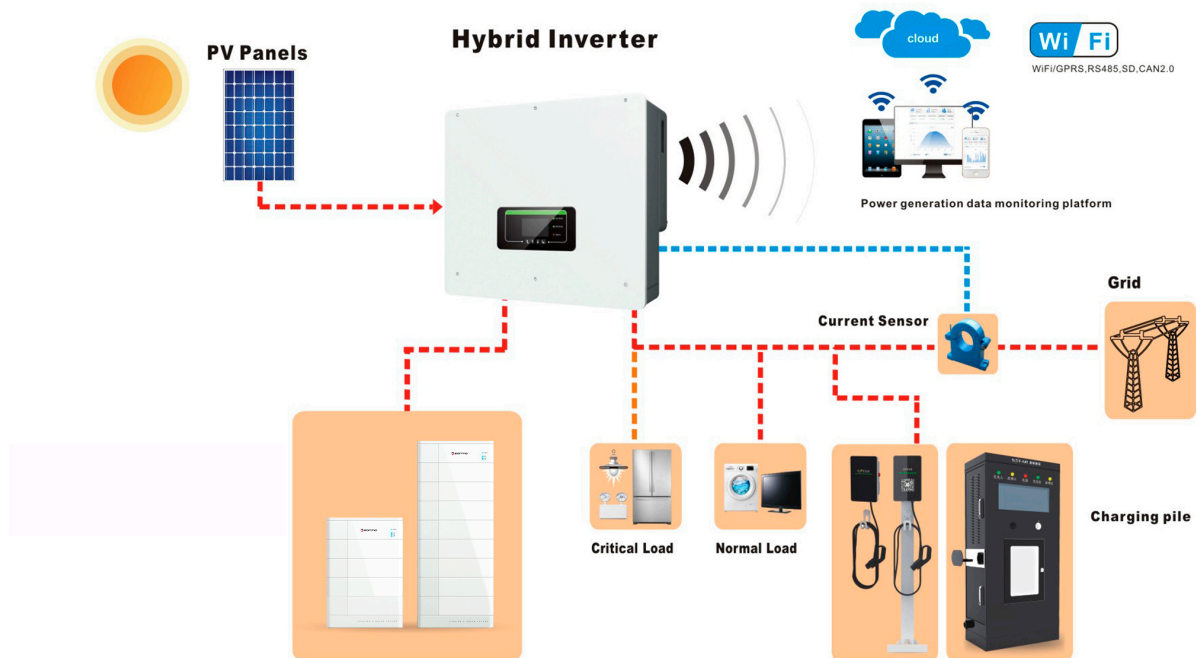 Hybrid Inverter
PV Panels
cloud
Wi Fi
WiFi/GPRS,RS485,SD,CAN2.0
Power generation data monitoring platform
Grid
Current Sensor
Critical Load
Normal Load
Charging pile